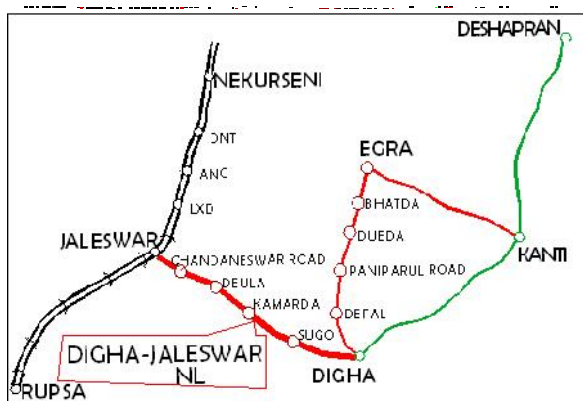 DESHAPRAN
NEKURSENI
DNT
EGRA
ANC
BHATDA
LXD
DUEDA
JALESWAR
KANTI
CHANDANESWAR ROAD
PANIPARUL ROAD
DEULA
KAMARDA
DEPAL
SUGO
DIGHA-JALESWAR
NL
DIGHA
RUPSA